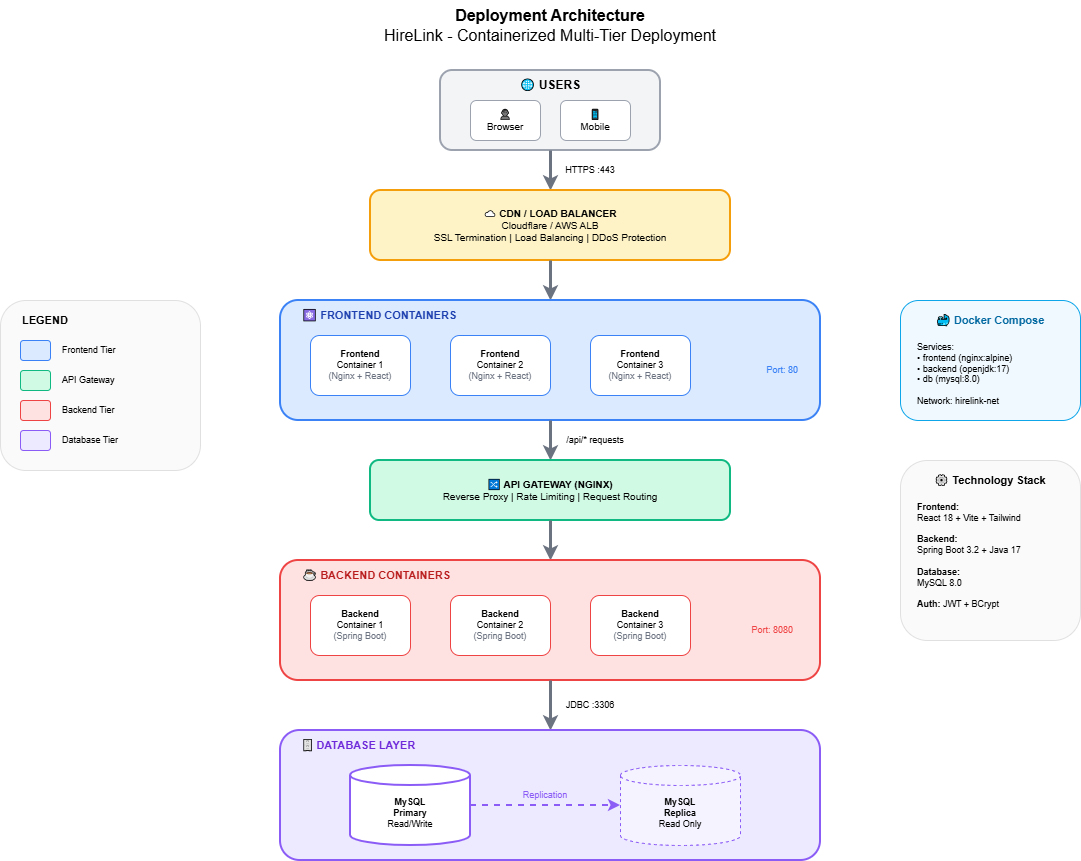 Deployment Architecture
HireLink - Containerized Multi-Tier Deployment
USERS
Browser
Mobile
HTTPS :443
CDN / LOAD BALANCER
Cloudflare / AWS ALB
SSL Termination | Load Balancing | DDoS Protection
LEGEND
Frontend Tier
API Gateway
Backend Tier
Database Tier
FRONTEND CONTAINERS
Frontend
Container 1
(Nginx + React)
Frontend
Container 2
(Nginx + React)
Frontend
Container 3
(Nginx + React)
Port: 80
Docker Compose
Services:
• frontend (nginx:alpine)
• backend (openjdk:17)
• db (mysql:8.0)
Network: hirelink-net
/api/* requests
API GATEWAY (NGINX)
Reverse Proxy | Rate Limiting | Request Routing
Technology Stack
Frontend:
React 18 + Vite + Tailwind
Backend:
Spring Boot 3.2 + Java 17
Database:
MySQL 8.0
Auth: JWT + BCrypt
BACKEND CONTAINERS
Backend
Container 1
(Spring Boot)
Backend
Container 2
(Spring Boot)
Backend
Container 3
(Spring Boot)
Port: 8080
JDBC :3306
DATABASE LAYER
MySQL
Primary
Read/Write
Replication
MySQL
Replica
Read Only